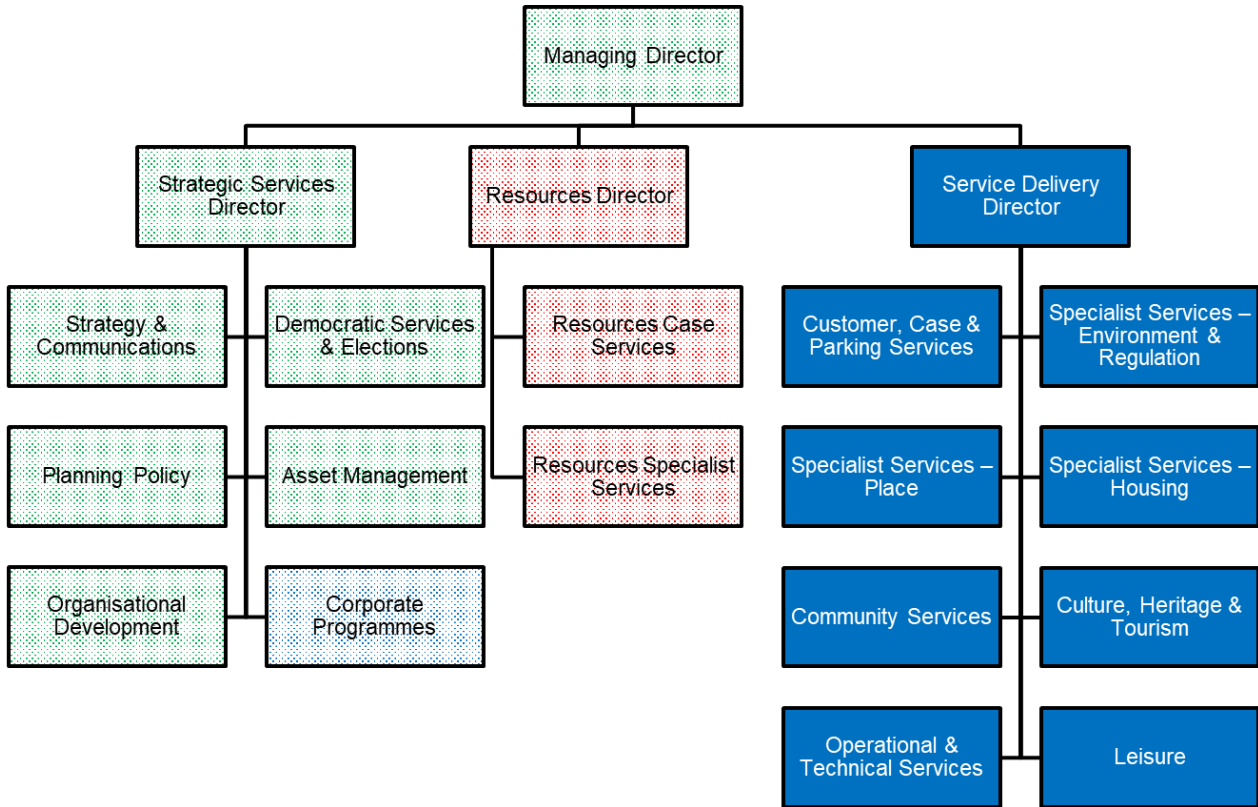 Managing Director
Strategic Services
Director
Resources Director
Service Delivery
Director
Strategy &
Communications
Democratic Services
& Elections
Resources Case
Services
Customer, Case &
Parking Services
Specialist Services –
Environment &
Regulation
Planning Policy
Asset Management
Resources Specialist
Services
Specialist Services –
Place
Specialist Services –
Housing
Organisational
Development
Corporate
Programmes
Community Services
Culture, Heritage &
Tourism
Operational &
Technical Services
Leisure